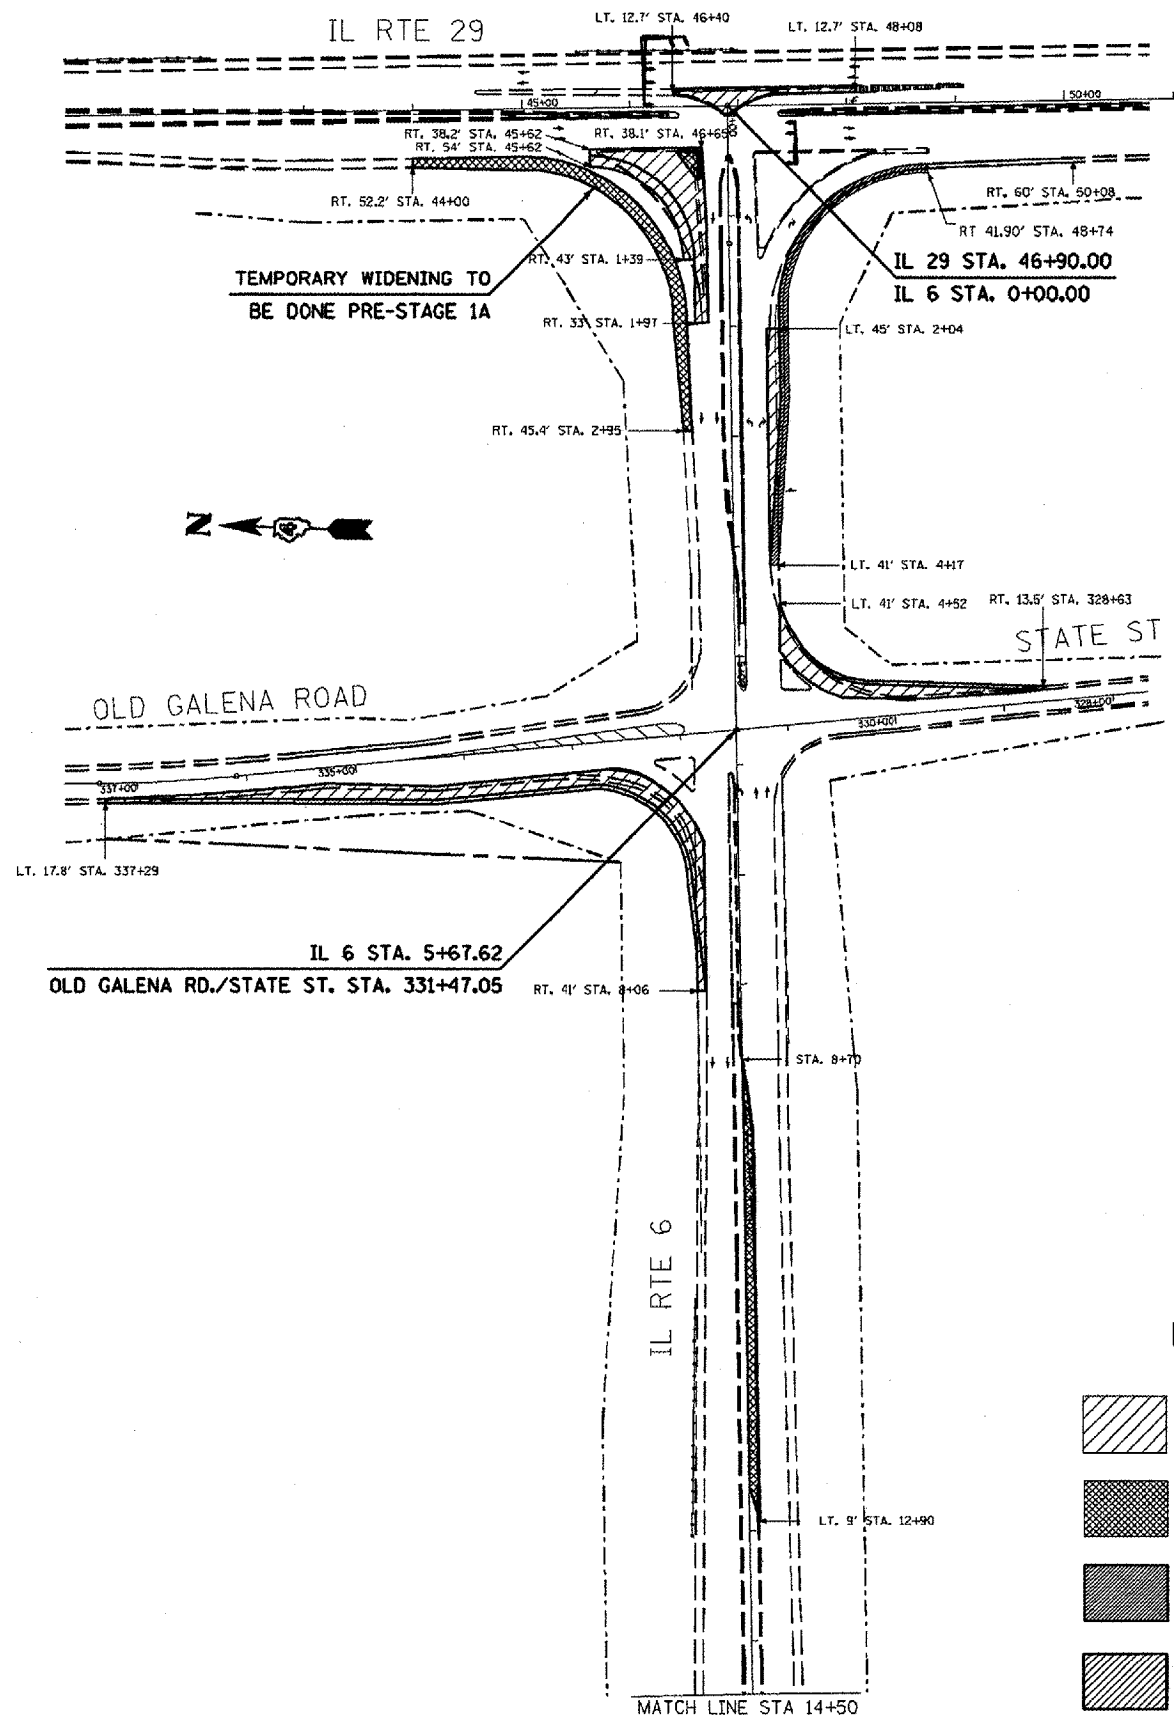 LT. 12.7' STA. 46+40
LT. 12.7' STA. 48+08
IL RTE 29
45+00
50+00
RT. 38.2' STA. 45+62
RT. 54' STA. 45+62
RT. 38.1' STA. 46+65
RT. 52.2' STA. 44+00
RT. 60' STA. 50+08
RT 41.90' STA. 48+74
IL 29 STA. 46+90.00
IL 6 STA. 0+00.00
RT. 43' STA. 1+39
TEMPORARY WIDENING TO
BE DONE PRE-STAGE 1A
RT. 33' STA. 1+97
LT. 45' STA. 2+04
RT. 45.4' STA. 2+95
N
LT. 41' STA. 4+17
LT. 41' STA. 4+52
RT. 13.6' STA. 328+63
STATE ST
OLD GALENA ROAD
328+00
330+00
335+00
337+00
LT. 17.8' STA. 337+29
IL 6 STA. 5+67.62
OLD GALENA RD./STATE ST. STA. 331+47.05
RT. 41' STA. 8+06
STA. 8+70
IL RTE 6
LT. 9' STA. 12+90
MATCH LINE STA 14+50